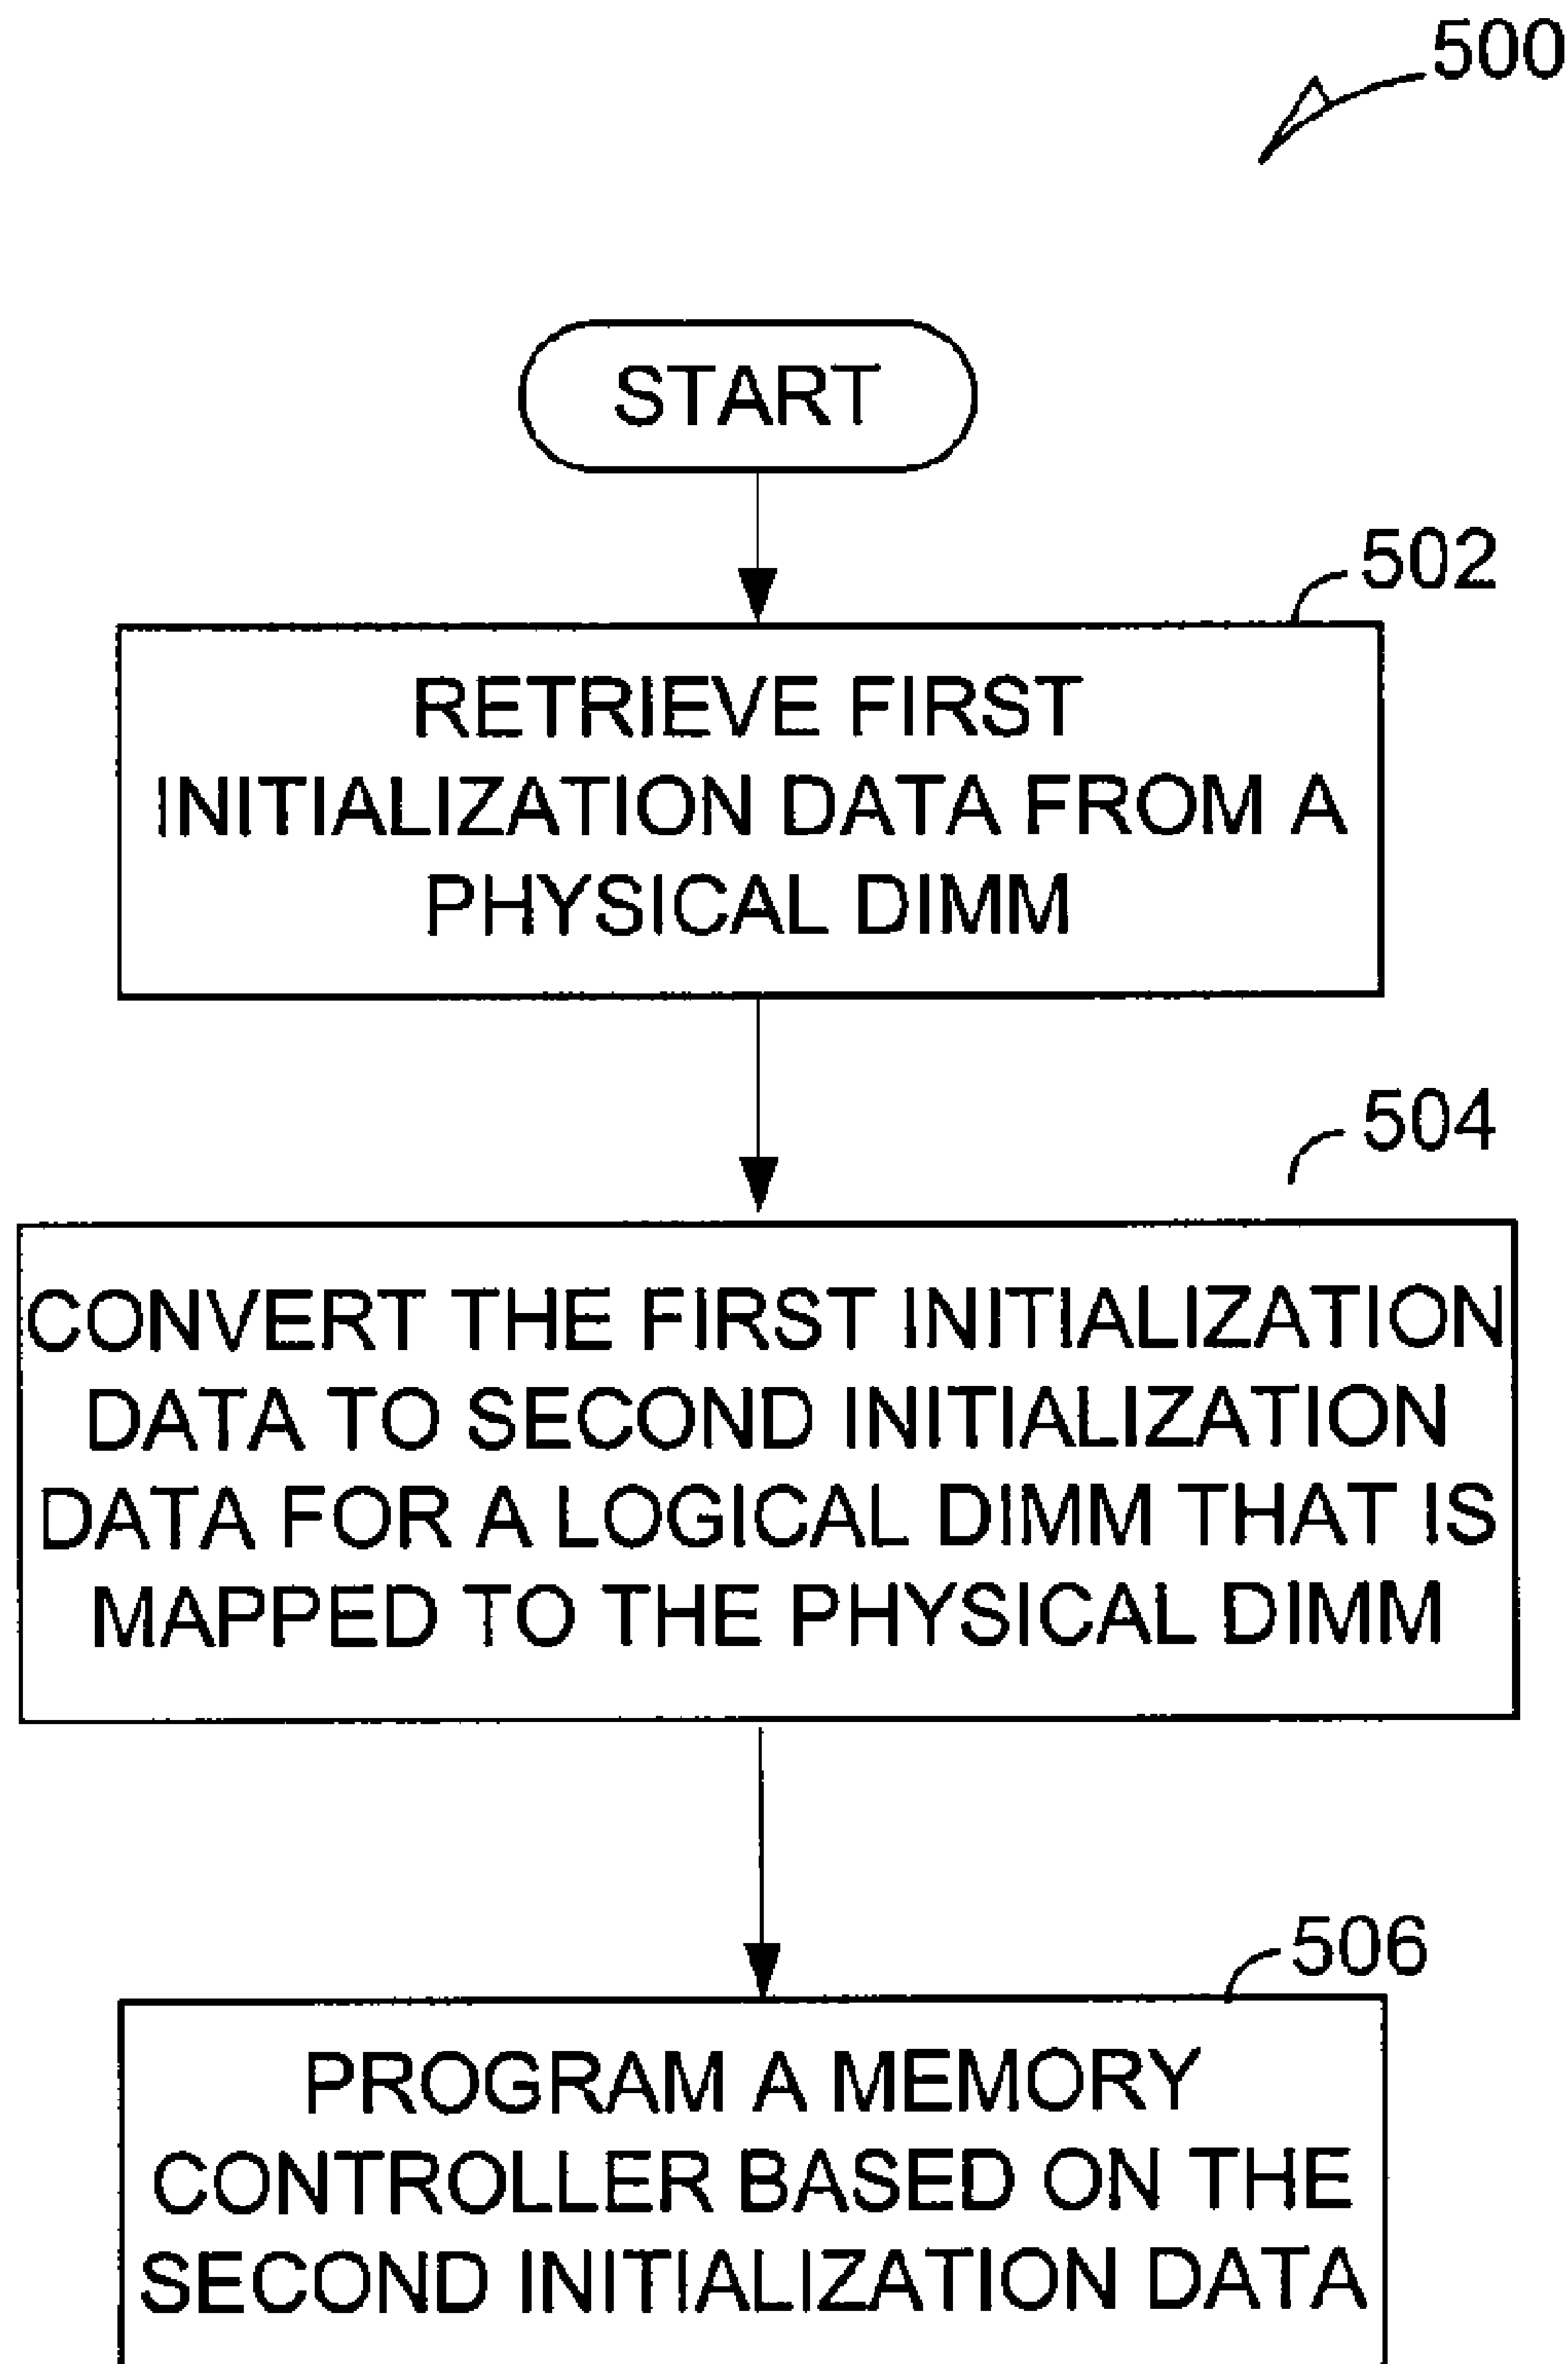 500
START
502
RETRIEVE FIRST
INITIALIZATION DATA FROM A
PHYSICAL DIMM
504
CONVERT THE FIRST INITIALIZATION
DATA TO SECOND INITIALIZATION
DATA FOR A LOGICAL DIMM THAT IS
MAPPED TO THE PHYSICAL DIMM
506
PROGRAM A MEMORY
CONTROLLER BASED ON THE
SECOND INITIALIZATION DATA